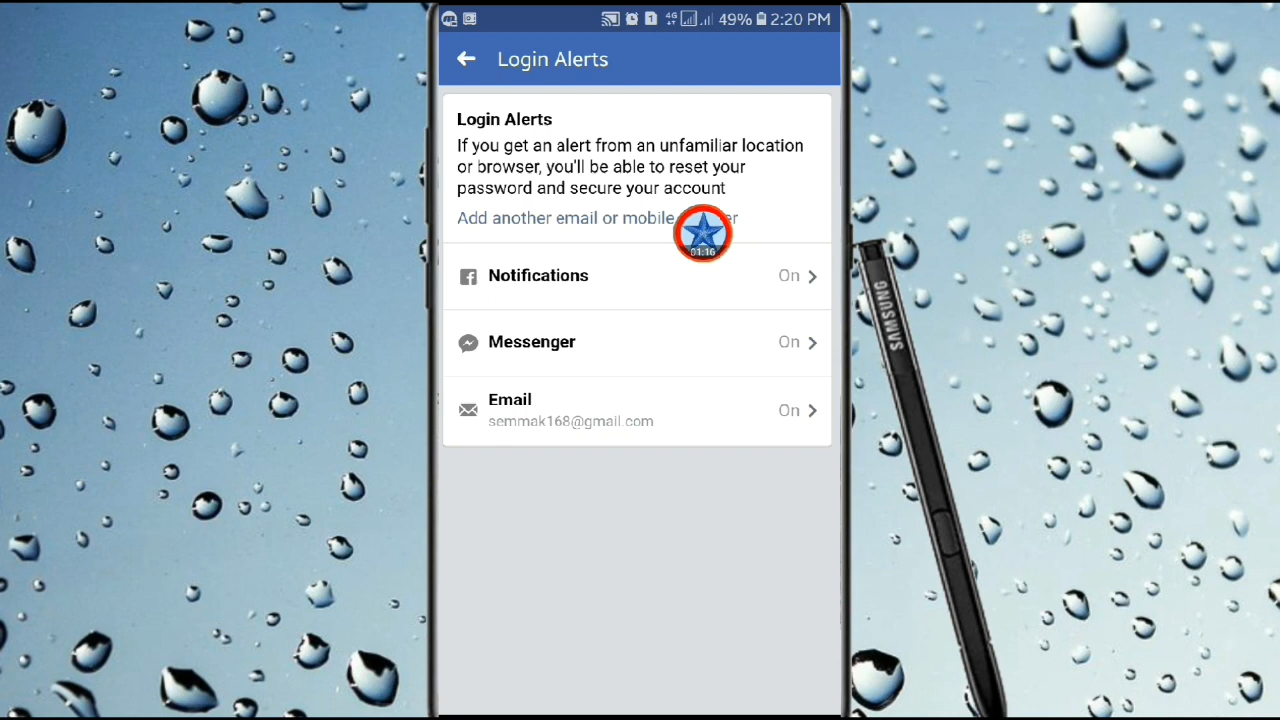 4G 49% 2:20 PM
Login Alerts
Login Alerts
If you get an alert from an unfamiliar location
or browser, you'll be able to reset your
password and secure your account
Add another email or mobile
01:16
Notifications On
Messenger On
Email On
semmak168@gmail.com
SAMSUNG